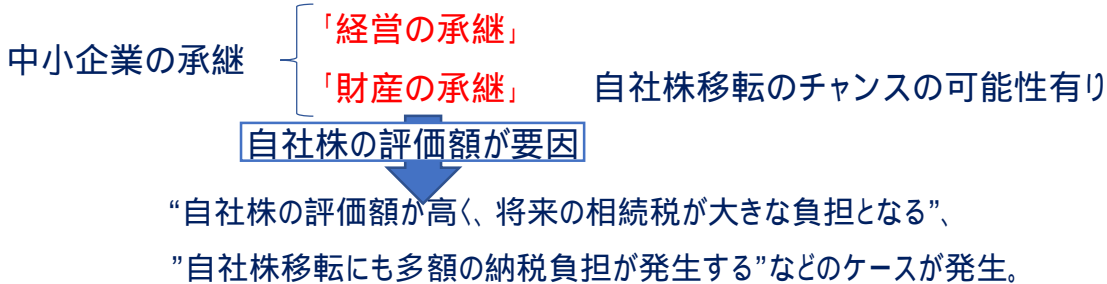 「経営の承継」
中小企業の承継
「財産の承継」 自社株移転のチャンスの可能性有り
自社株の評価額が要因
“自社株の評価額が高く、将来の相続税が大きな負担となる”、
”自社株移転にも多額の納税負担が発生する”などのケースが発生。